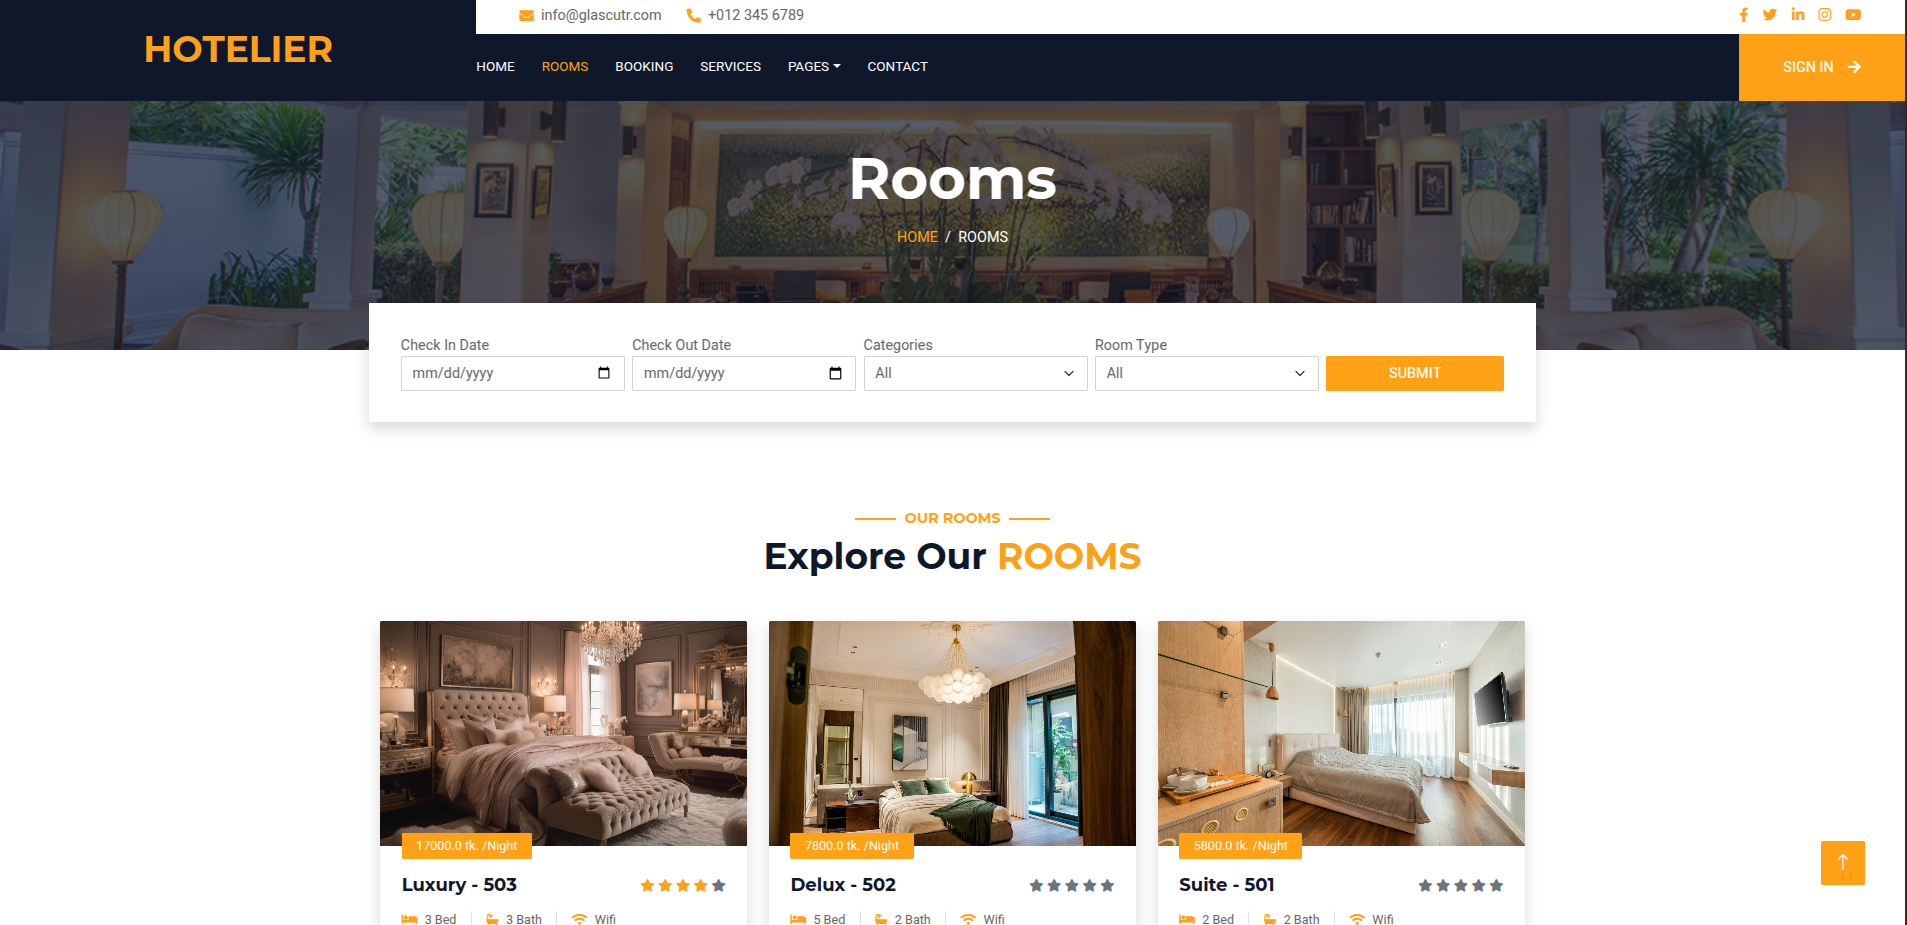 info@glascutr.com +012 345 6789
HOTELIER
HOME ROOMS BOOKING SERVICES PAGES CONTACT SIGN IN
Rooms
HOME / ROOMS
Check In Date Check Out Date Categories Room Type
mm/dd/yyyy mm/dd/yyyy All All SUBMIT
OUR ROOMS
Explore Our ROOMS
17000.0 tk. /Night 7800.0 tk. /Night 5800.0 tk. /Night
Luxury - 503 Delux - 502 Suite - 501
3 Bed 3 Bath Wifi 5 Bed 2 Bath Wifi 2 Bed 2 Bath Wifi